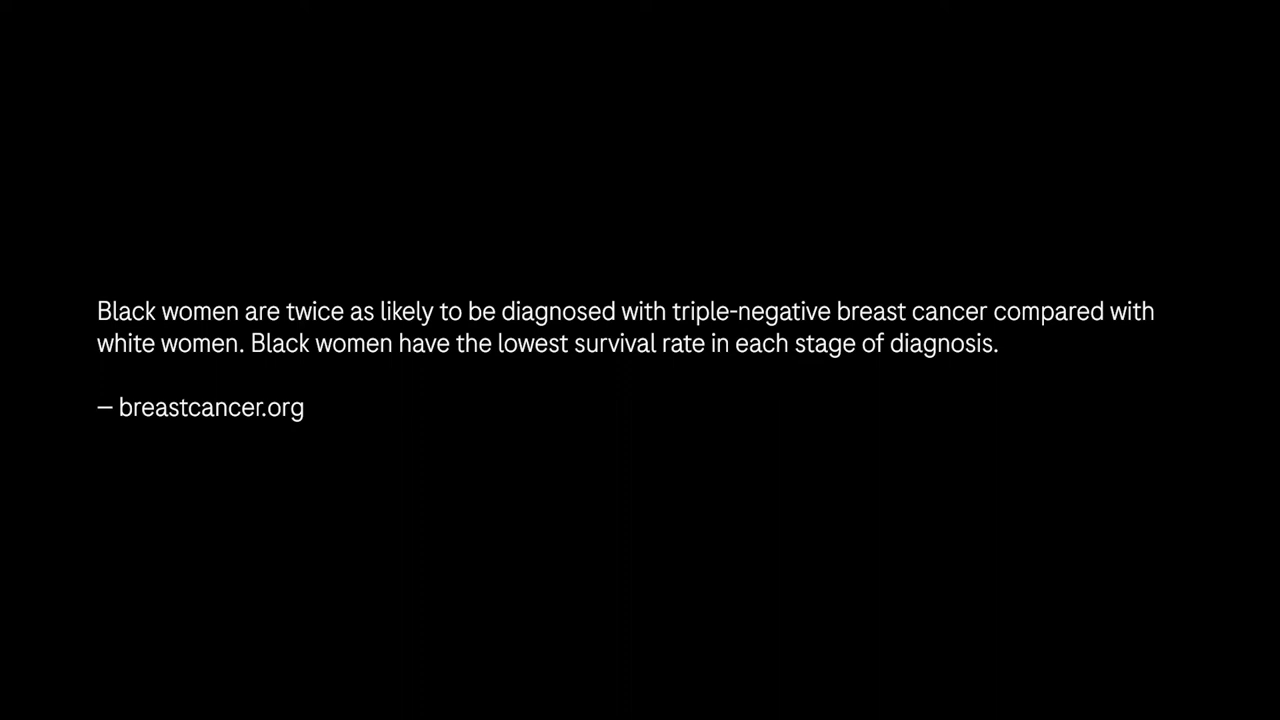 Black women are twice as likely to be diagnosed with triple-negative breast cancer compared with
white women. Black women have the lowest survival rate in each stage of diagnosis.
– breastcancer.org